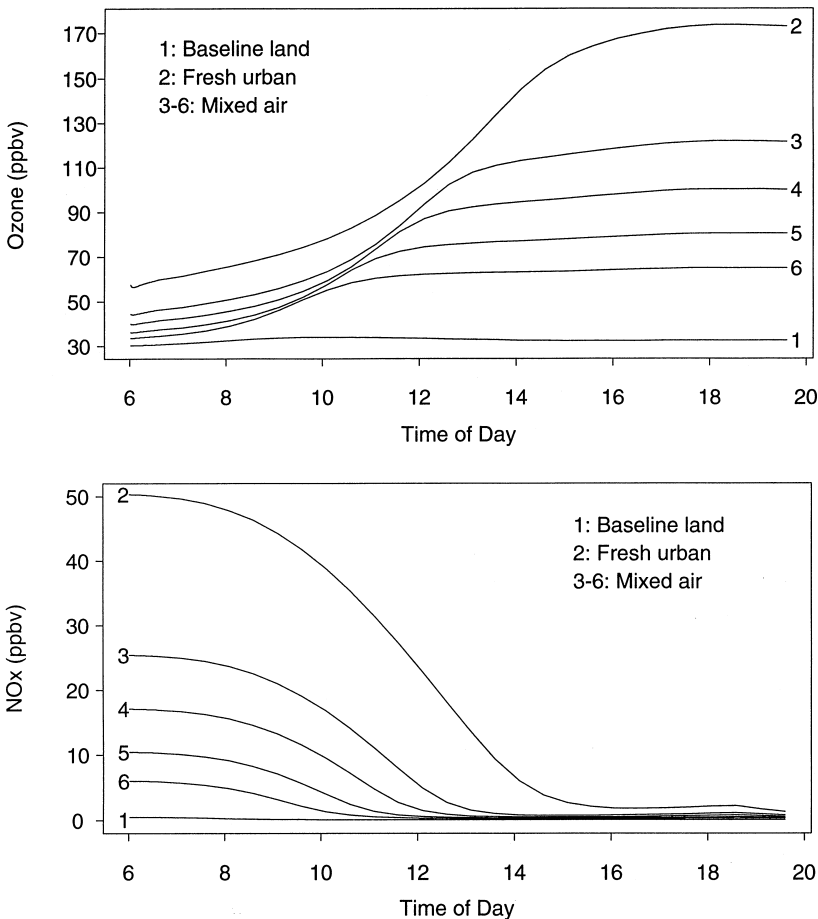 Ozone (ppbv)
170
150
130
110
90
70
50
30
1: Baseline land
2: Fresh urban
3-6: Mixed air
2
3
4
5
6
1
6 8 10 12 14 16 18 20
Time of Day
NOx (ppbv)
50
40
30
20
10
0
2
3
4
5
6
1
1: Baseline land
2: Fresh urban
3-6: Mixed air
6 8 10 12 14 16 18 20
Time of Day